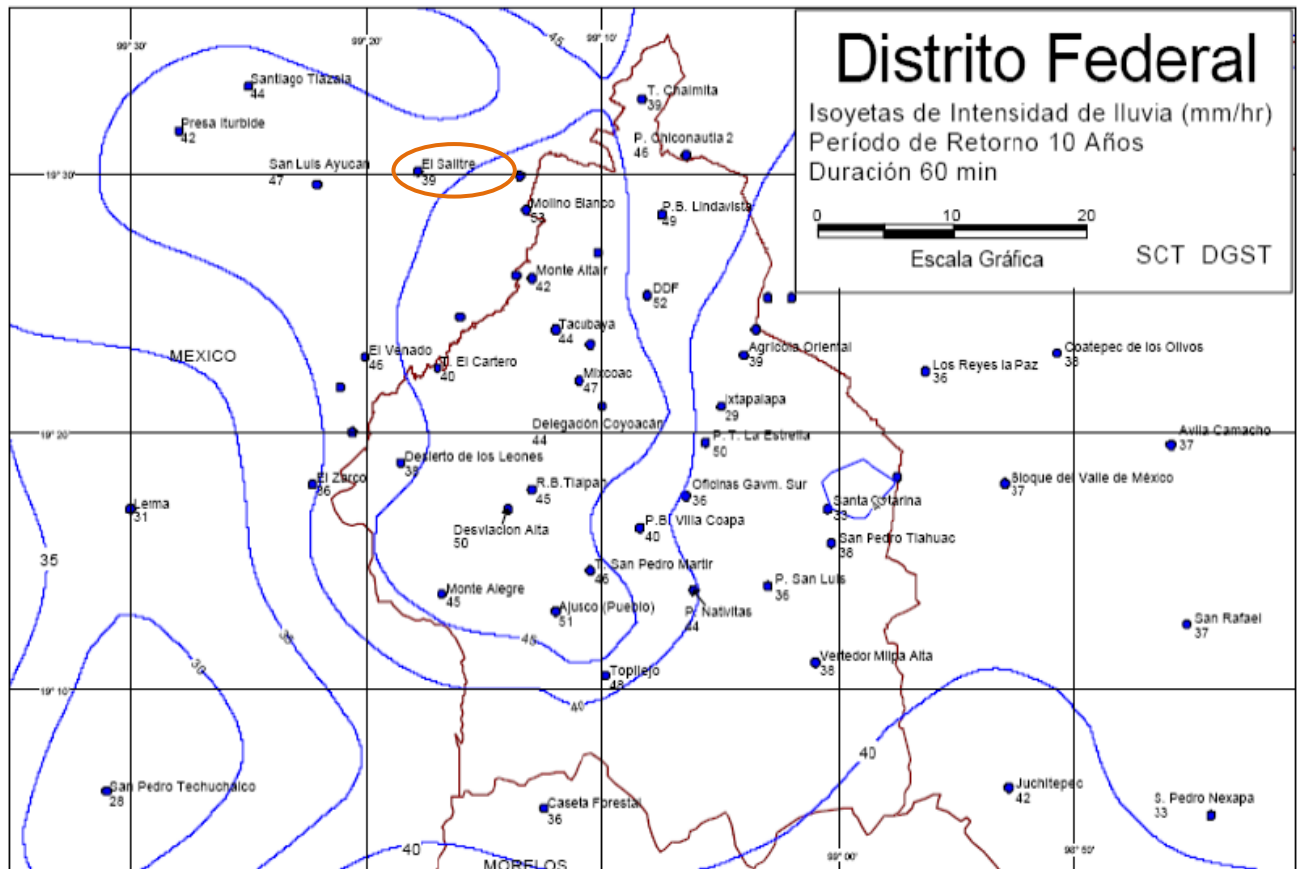 Distrito Federal
Isoyetas de Intensidad de lluvia (mm/hr)
Período de Retorno 10 Años
Duración 60 min
0 10 20
Escala Gráfica
SCT DGST
99° 30'
99° 20'
99° 10'
45
Santiago Tlazala
44
T. Chalmita
39
Presa Iturbide
42
P. Chiconautla 2
46
San Luis Ayucan
47
El Salitre
39
19° 30'
Molino Blanco
53
P.B. Lindavista
49
Monte Altair
42
DDF
52
Tacubaya
44
MEXICO
El Venado
46
T. El Cartero
40
Agricola Oriental
39
Los Reyes la Paz
36
Coatepec de los Olivos
38
Mixcoac
47
Ixtapalapa
29
Delegación Coyoacán
44
19° 20'
P. T. La Estrella
50
Avila Camacho
37
Desierto de los Leones
38
El Zarco
36
R.B.Tlalpan
45
Oficinas Gavm. Sur
36
Bloque del Valle de México
37
Lerma
31
Desviacion Alta
50
P.B. Villa Coapa
40
Santa Catarina
33
San Pedro Tlahuac
38
35
T. San Pedro Martir
46
Monte Alegre
45
Ajusco (Pueblo)
51
P. Nativitas
44
P. San Luis
36
San Rafael
37
35
45
30
Vertedor Milpa Alta
38
Topilejo
48
19° 10'
40
40
San Pedro Techuchalco
28
Caseta Forestal
36
Juchitepec
42
S. Pedro Nexapa
33
40
MORELOS
99° 00'
98° 50'